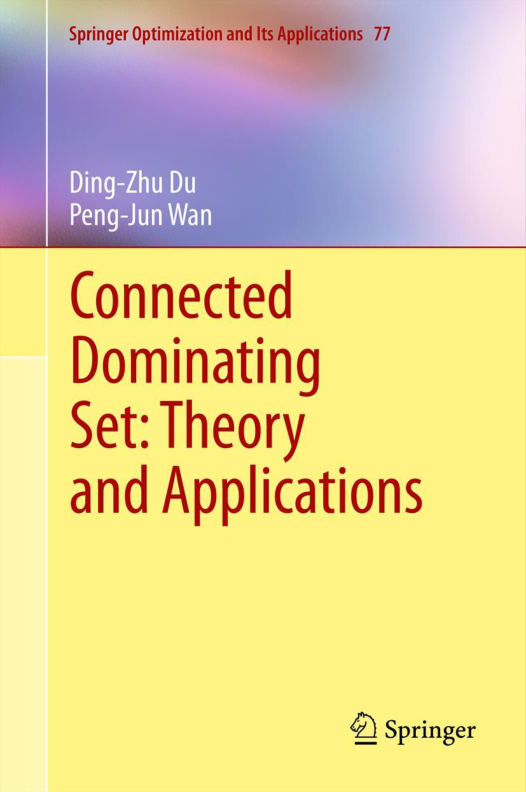 Springer Optimization and Its Applications 77
Ding-Zhu Du
Peng-Jun Wan
Connected
Dominating
Set: Theory
and Applications
Springer